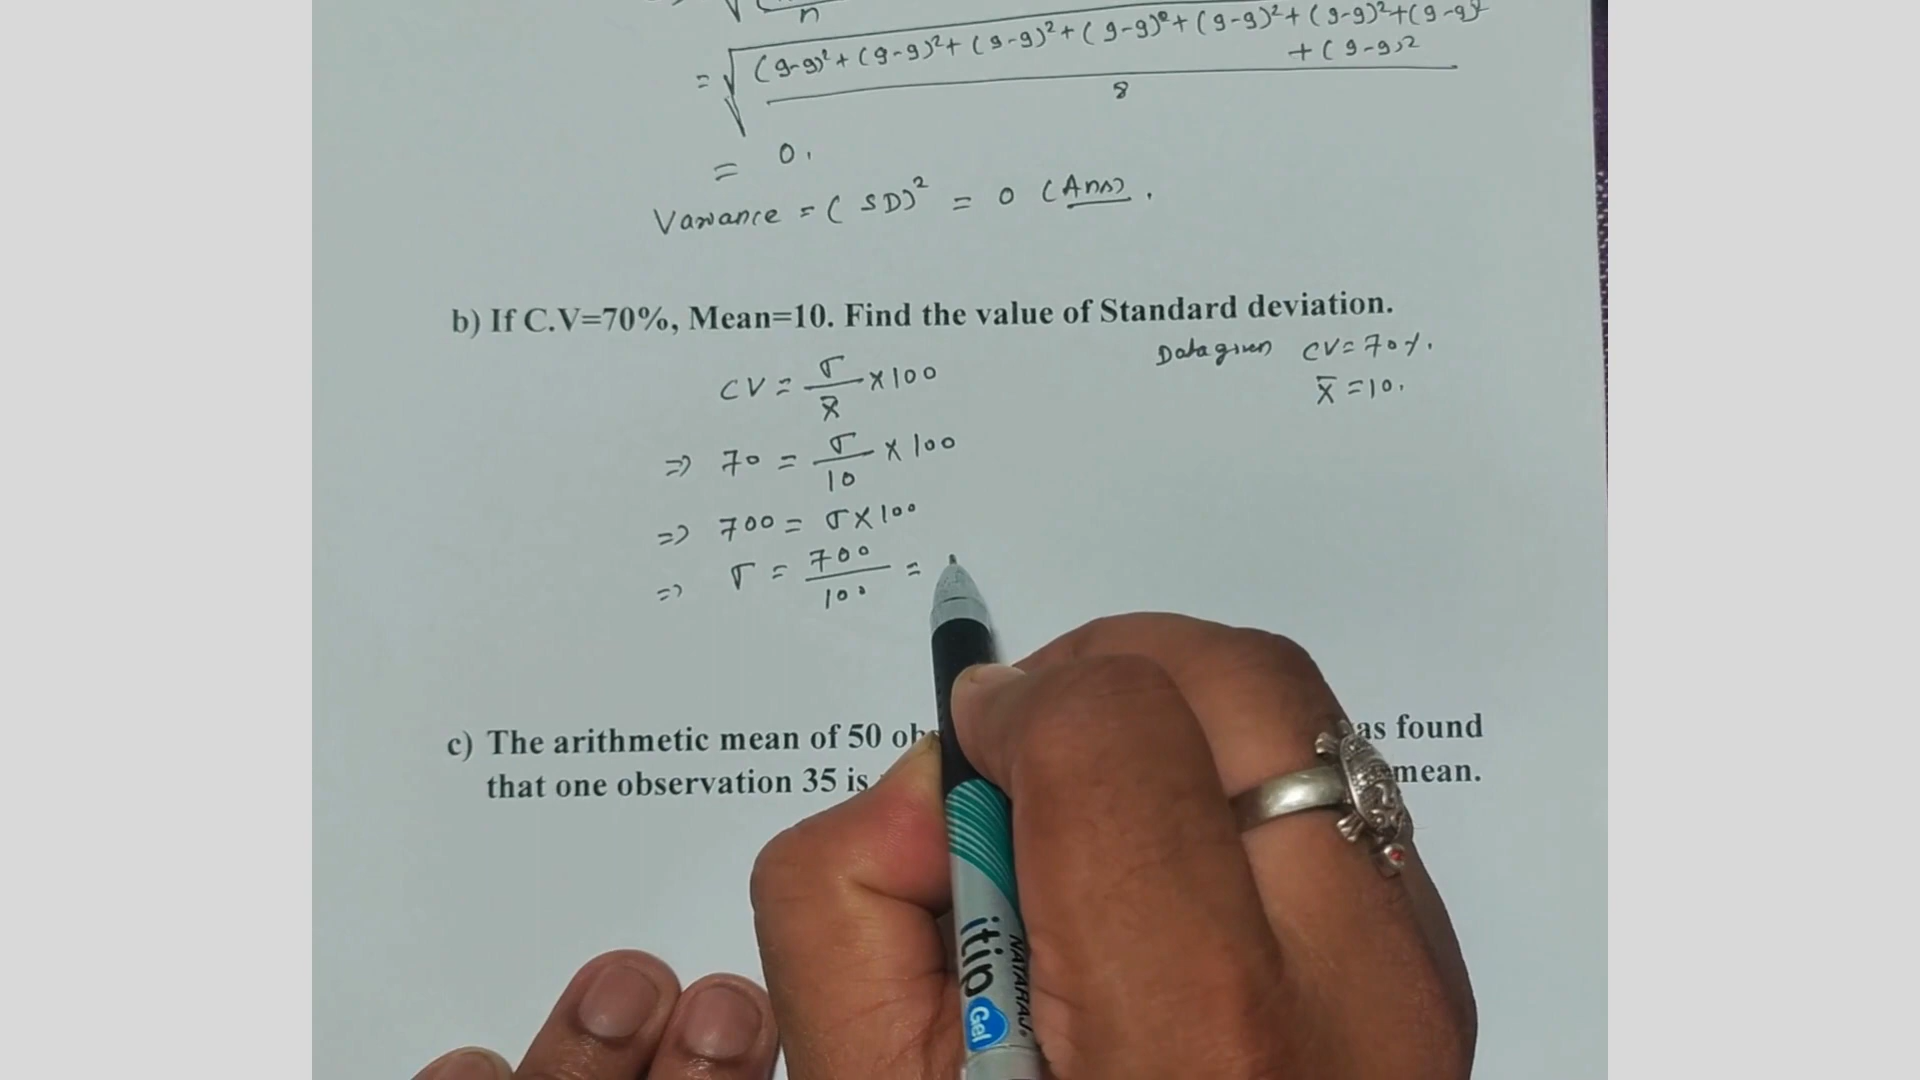 n
= √ (9-9)² + (9-9)² + (9-9)² + (9-9)² + (9-9)² + (9-9)² + (9-9)²
+ (9-9)²
8
= 0.
Variance = (SD)² = 0 (Ans).
b) If C.V=70%, Mean=10. Find the value of Standard deviation.
Data given CV = 70%.
x̄ = 10.
CV = σ/x̄ × 100
⇒ 70 = σ/10 × 100
⇒ 700 = σ × 100
⇒ σ = 700/100 =
c) The arithmetic mean of 50 found
that one observation 35 is mean.
NATARAJ
itip
Gel